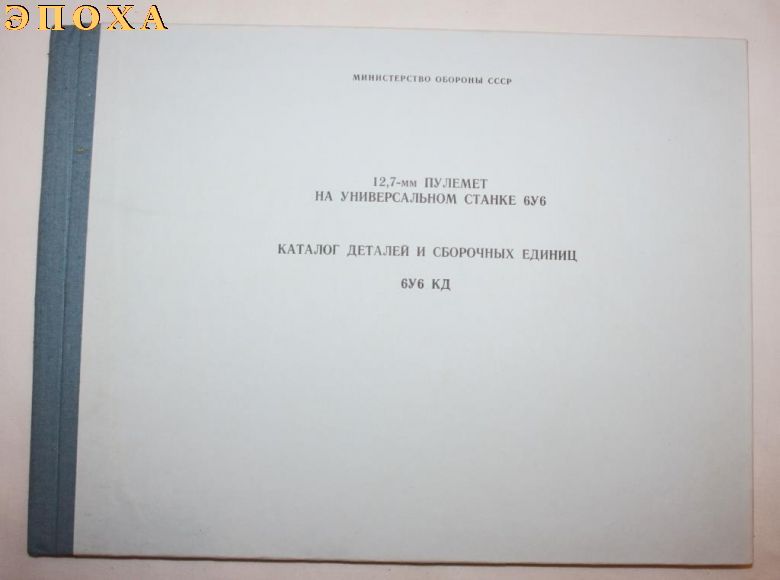 ЭПОХА
МИНИСТЕРСТВО ОБОРОНЫ СССР
12,7-мм ПУЛЕМЕТ
НА УНИВЕРСАЛЬНОМ СТАНКЕ 6У6
КАТАЛОГ ДЕТАЛЕЙ И СБОРОЧНЫХ ЕДИНИЦ
6У6 КД